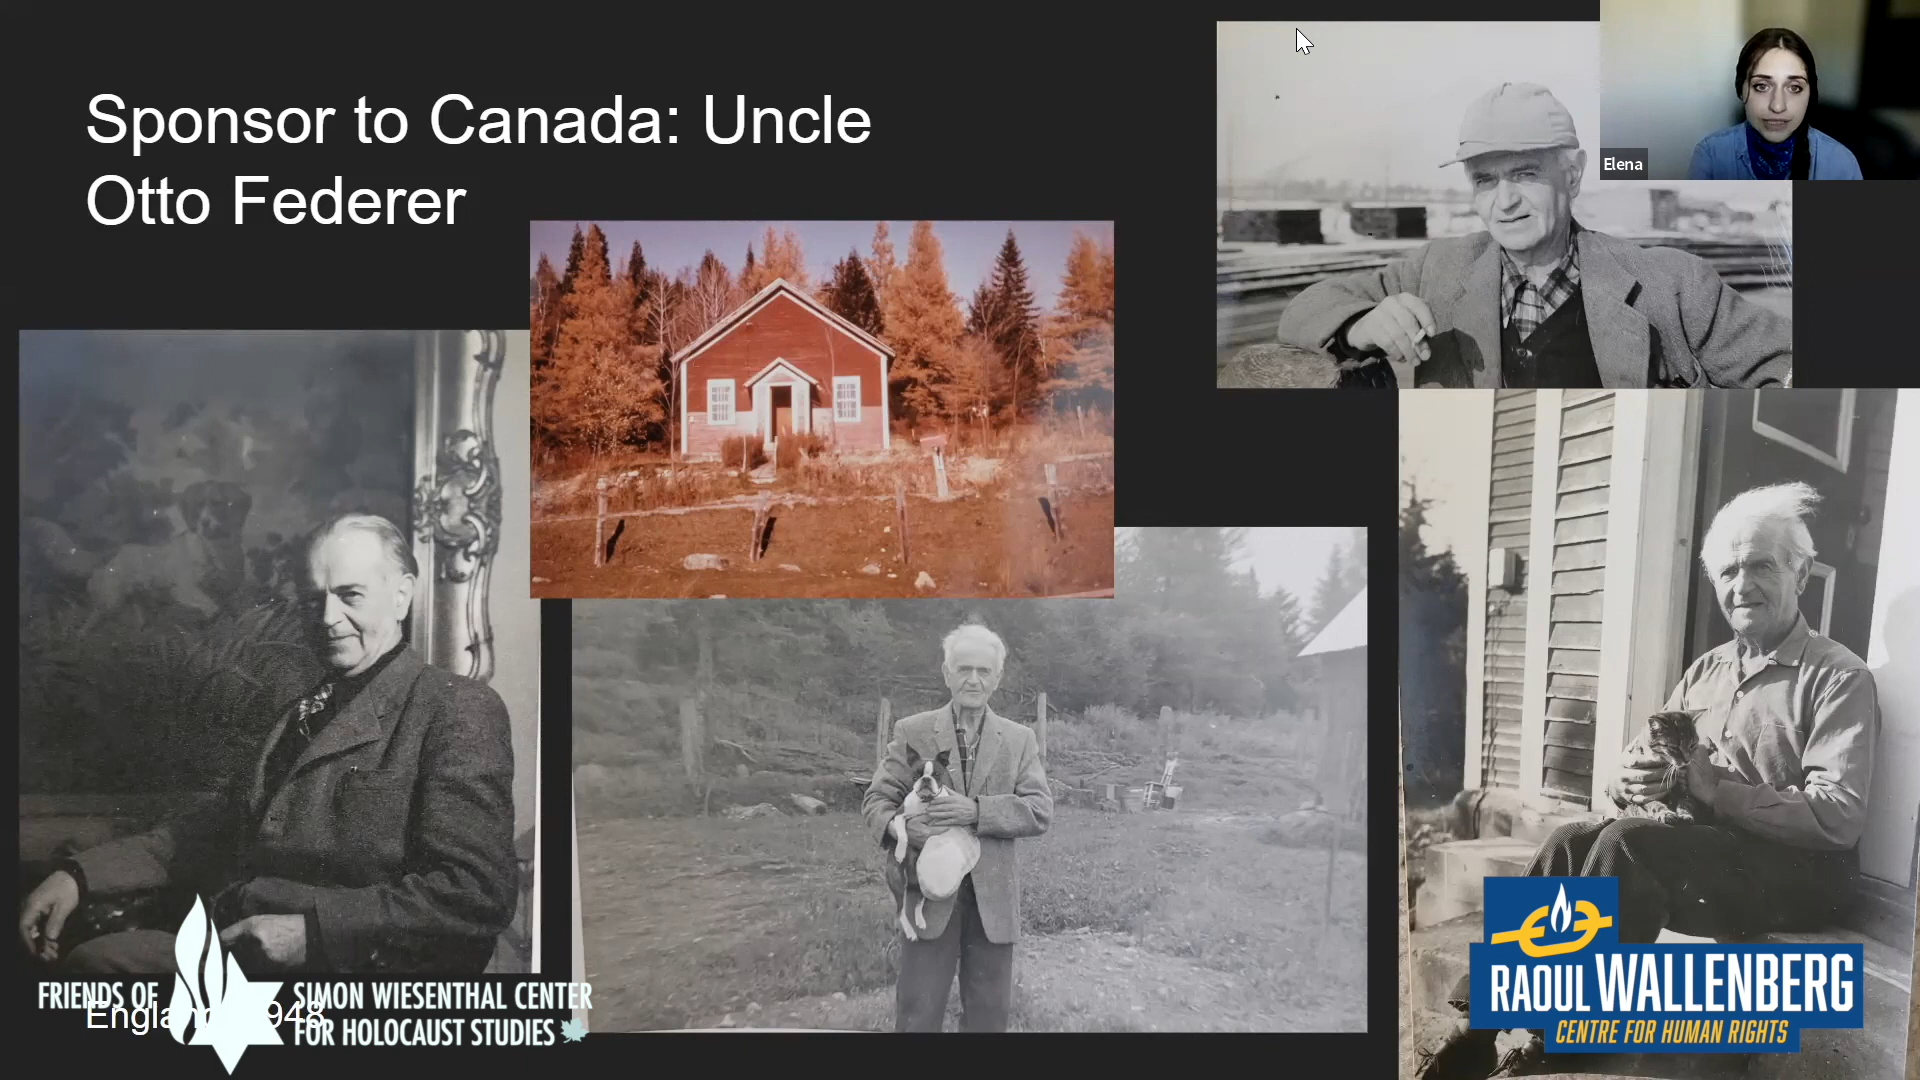 Sponsor to Canada: Uncle
Otto Federer
Elena
FRIENDS OF
SIMON WIESENTHAL CENTER
FOR HOLOCAUST STUDIES
RAOUL WALLENBERG
CENTRE FOR HUMAN RIGHTS